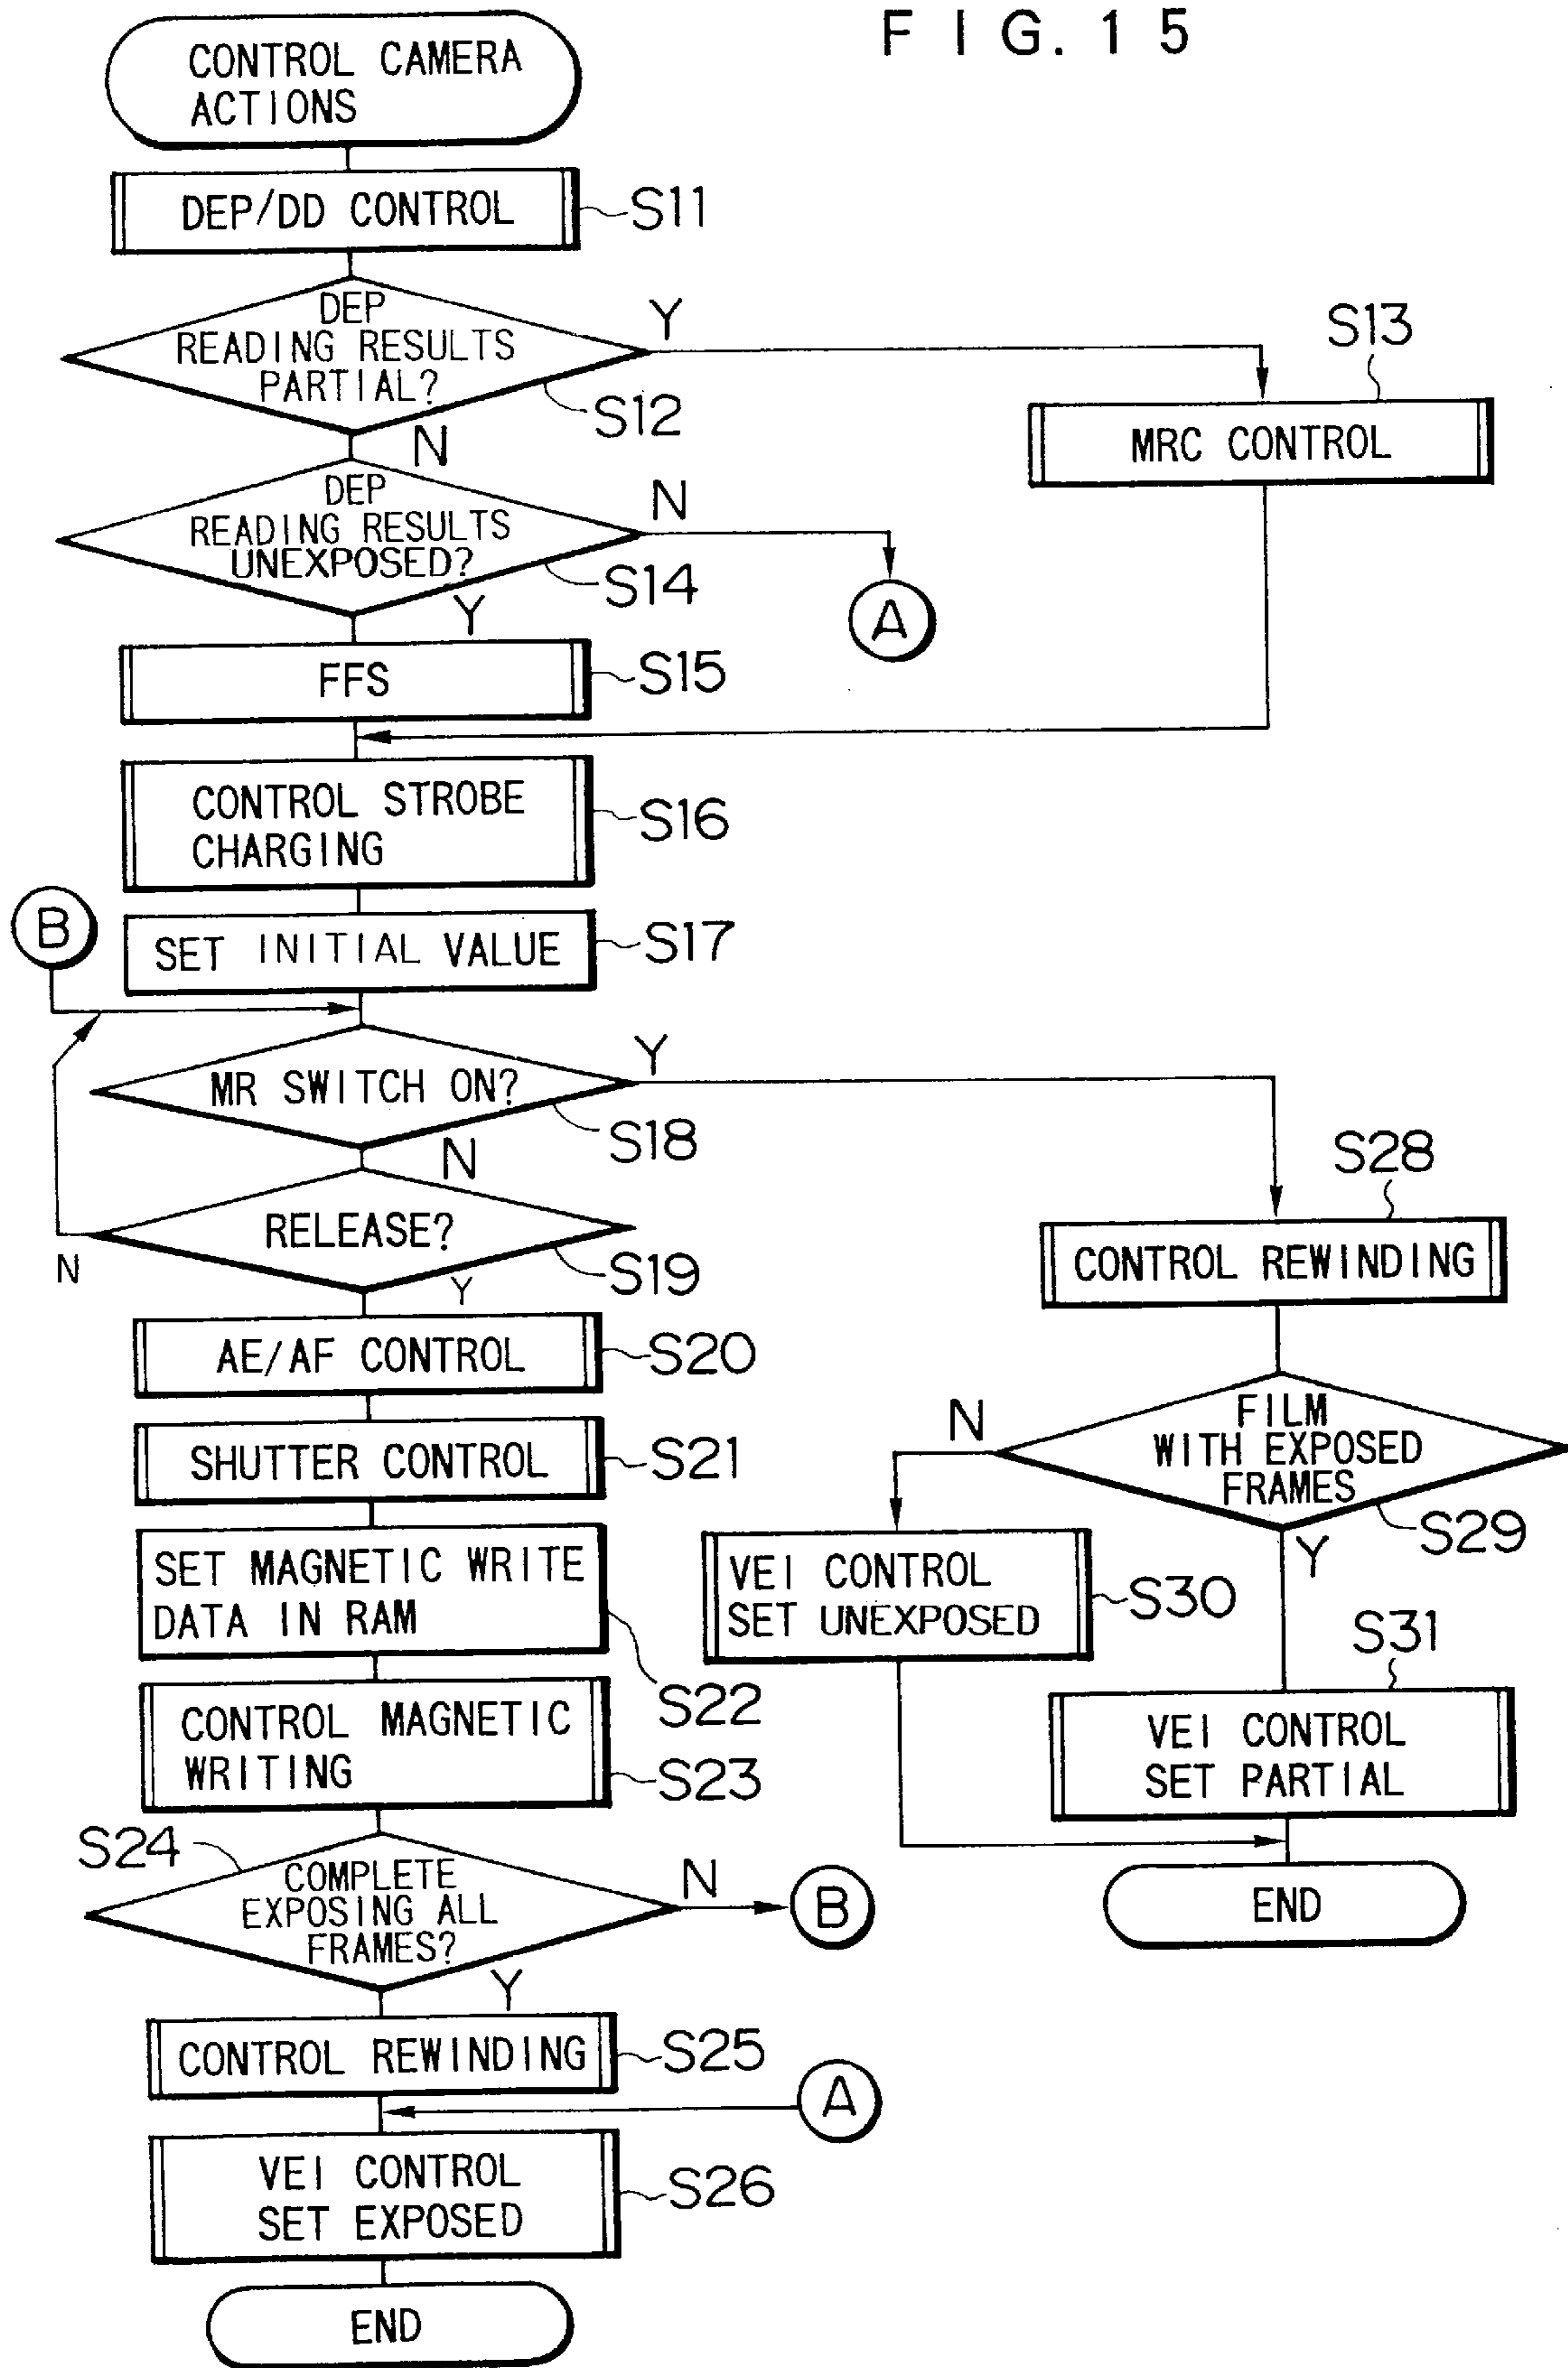 FIG.15
CONTROL CAMERA
ACTIONS
DEP/DD CONTROL
S11
DEP
READING RESULTS
PARTIAL?
Y
S12
N
S13
MRC CONTROL
DEP
READING RESULTS
UNEXPOSED?
N
S14
Y
A
FFS
S15
CONTROL STROBE
CHARGING
S16
B
SET INITIAL VALUE
S17
MR SWITCH ON?
Y
S18
N
RELEASE?
N
S19
Y
AE/AF CONTROL
S20
SHUTTER CONTROL
S21
SET MAGNETIC WRITE
DATA IN RAM
S22
CONTROL MAGNETIC
WRITING
S23
S24
COMPLETE
EXPOSING ALL
FRAMES?
N
B
Y
CONTROL REWINDING
S25
A
VEI CONTROL
SET EXPOSED
S26
END
S28
CONTROL REWINDING
FILM
WITH EXPOSED
FRAMES
N
S29
Y
VEI CONTROL
SET UNEXPOSED
S30
S31
VEI CONTROL
SET PARTIAL
END